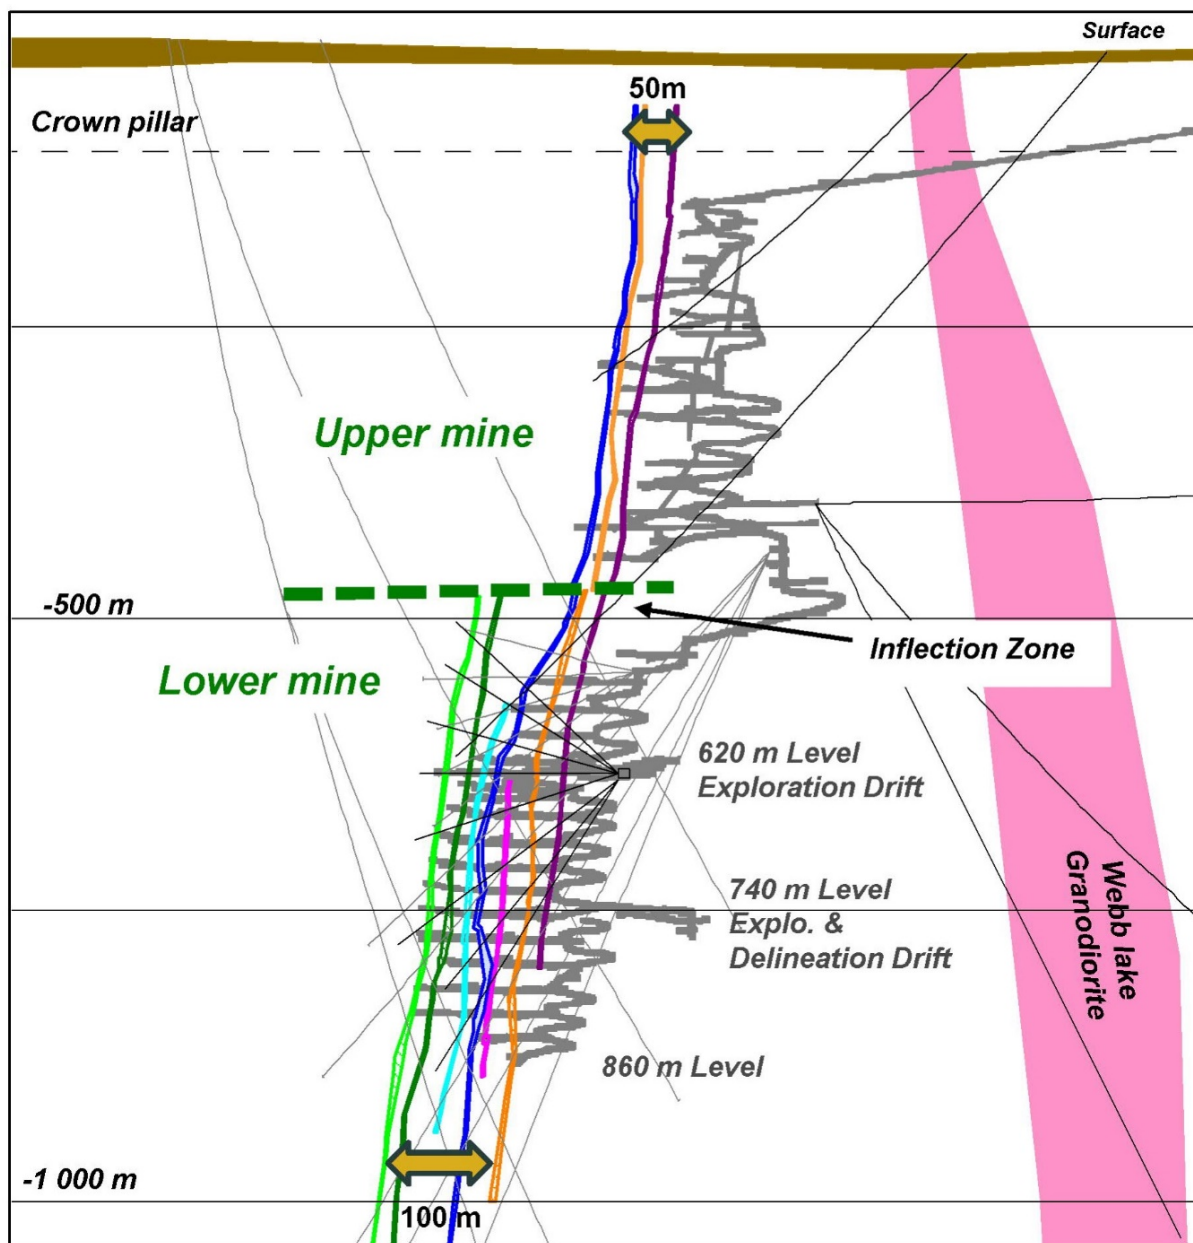 Surface
50m
Crown pillar
Upper mine
-500 m
Inflection Zone
Lower mine
620 m Level
Exploration Drift
740 m Level
Explo. &
Delineation Drift
Webb lake
Granodiorite
860 m Level
-1 000 m
100 m